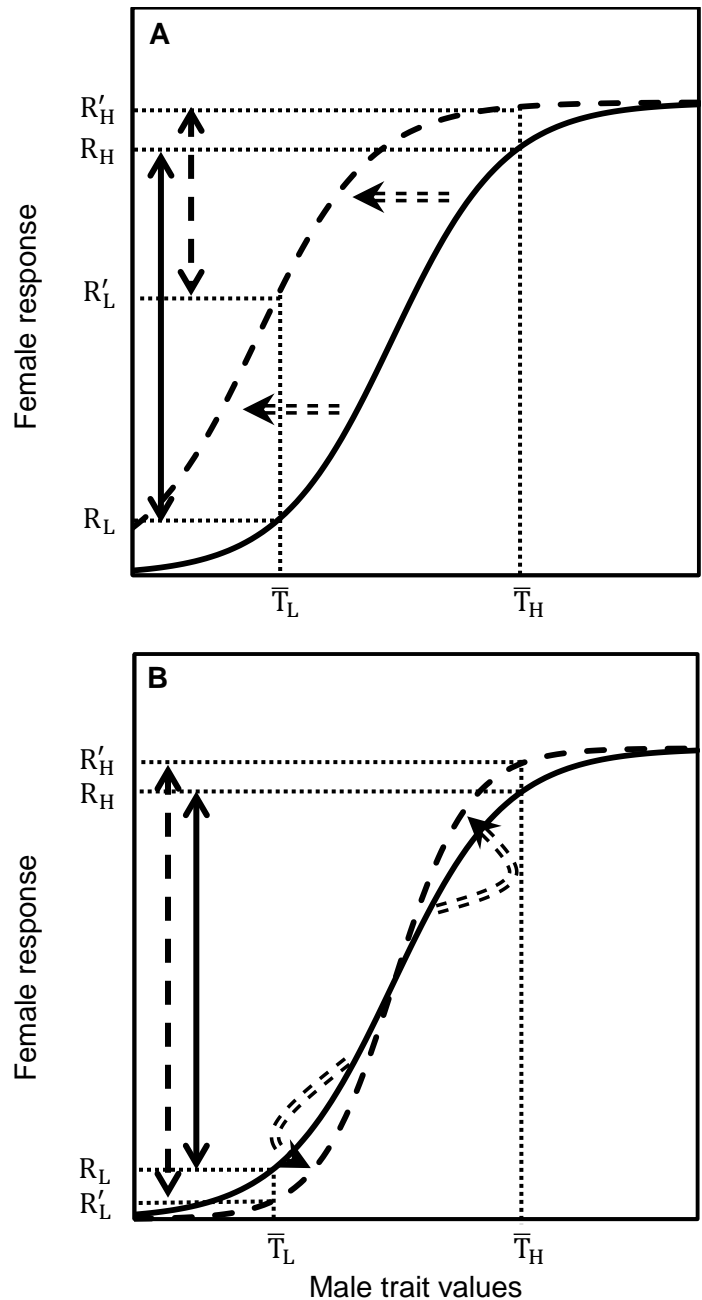 A
R′H
RH
R′L
RL
Female response
T̅L
T̅H
B
R′H
RH
RL
R′L
Female response
T̅L
T̅H
Male trait values